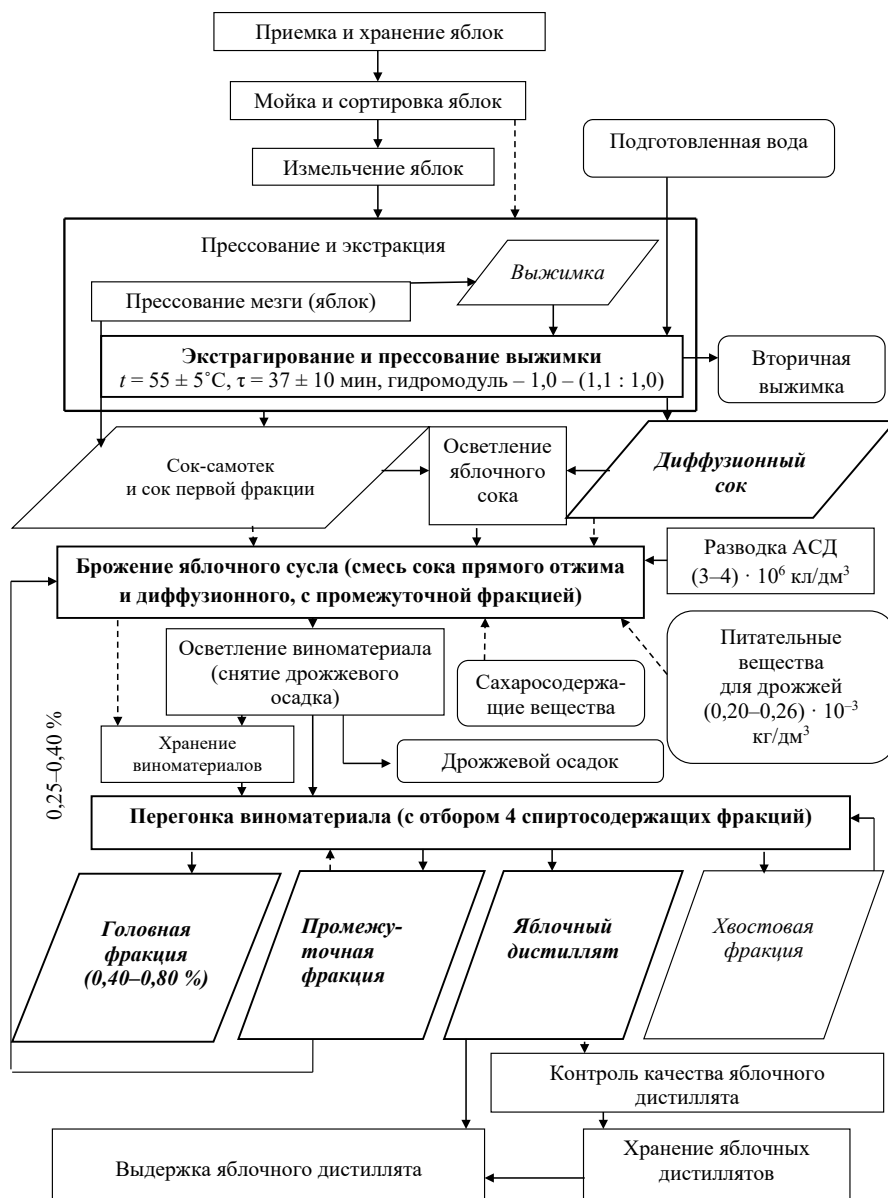 Приемка и хранение яблок
Мойка и сортировка яблок
Измельчение яблок
Подготовленная вода
Прессование и экстракция
Выжимка
Прессование мезги (яблок)
Экстрагирование и прессование выжимки
t = 55 ± 5˚C, τ = 37 ± 10 мин, гидромодуль – 1,0 – (1,1 : 1,0)
Вторичная
выжимка
Сок-самотек
и сок первой фракции
Осветление
яблочного
сока
Диффузионный
сок
Брожение яблочного сусла (смесь сока прямого отжима
и диффузионного, с промежуточной фракцией)
Разводка АСД
(3–4) · 10⁶ кл/дм³
Осветление виноматериала
(снятие дрожжевого
осадка)
Сахаросодержа-
щие вещества
Питательные
вещества
для дрожжей
(0,20–0,26) · 10⁻³
кг/дм³
Хранение
виноматериалов
Дрожжевой осадок
0,25–0,40 %
Перегонка виноматериала (с отбором 4 спиртосодержащих фракций)
Головная
фракция
(0,40–0,80 %)
Промежу-
точная
фракция
Яблочный
дистиллят
Хвостовая
фракция
Контроль качества яблочного
дистиллята
Выдержка яблочного дистиллята
Хранение яблочных
дистиллятов